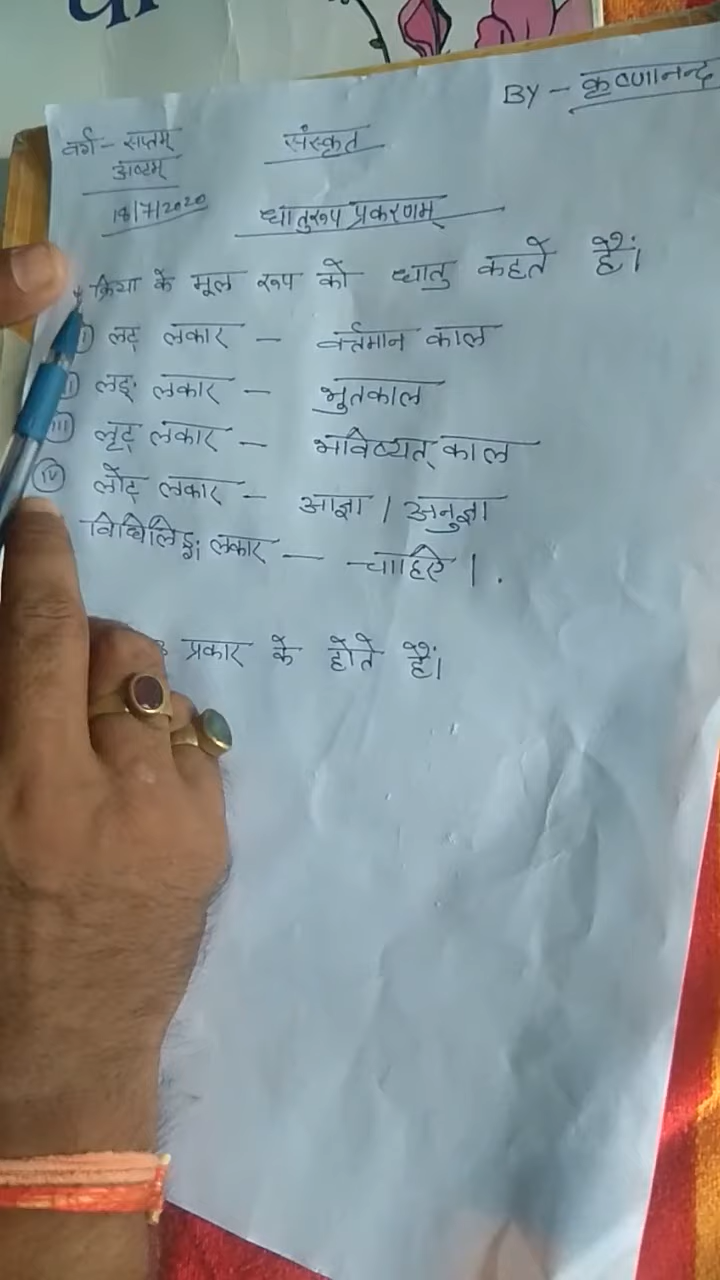 BY - कृष्णानन्द
वर्ग - सप्तम् संस्कृत
अष्टम्
18/7/2020
धातुरूप प्रकरणम्
* क्रिया के मूल रूप को धातु कहते हैं।
I लट् लकार - वर्त्तमान काल
II लङ् लकार - भुतकाल
III लृट् लकार - भविष्यत् काल
IV लोट् लकार - आज्ञा / अनुज्ञा
विधिलिङ् लकार - चाहिए।
प्रकार के होते हैं।